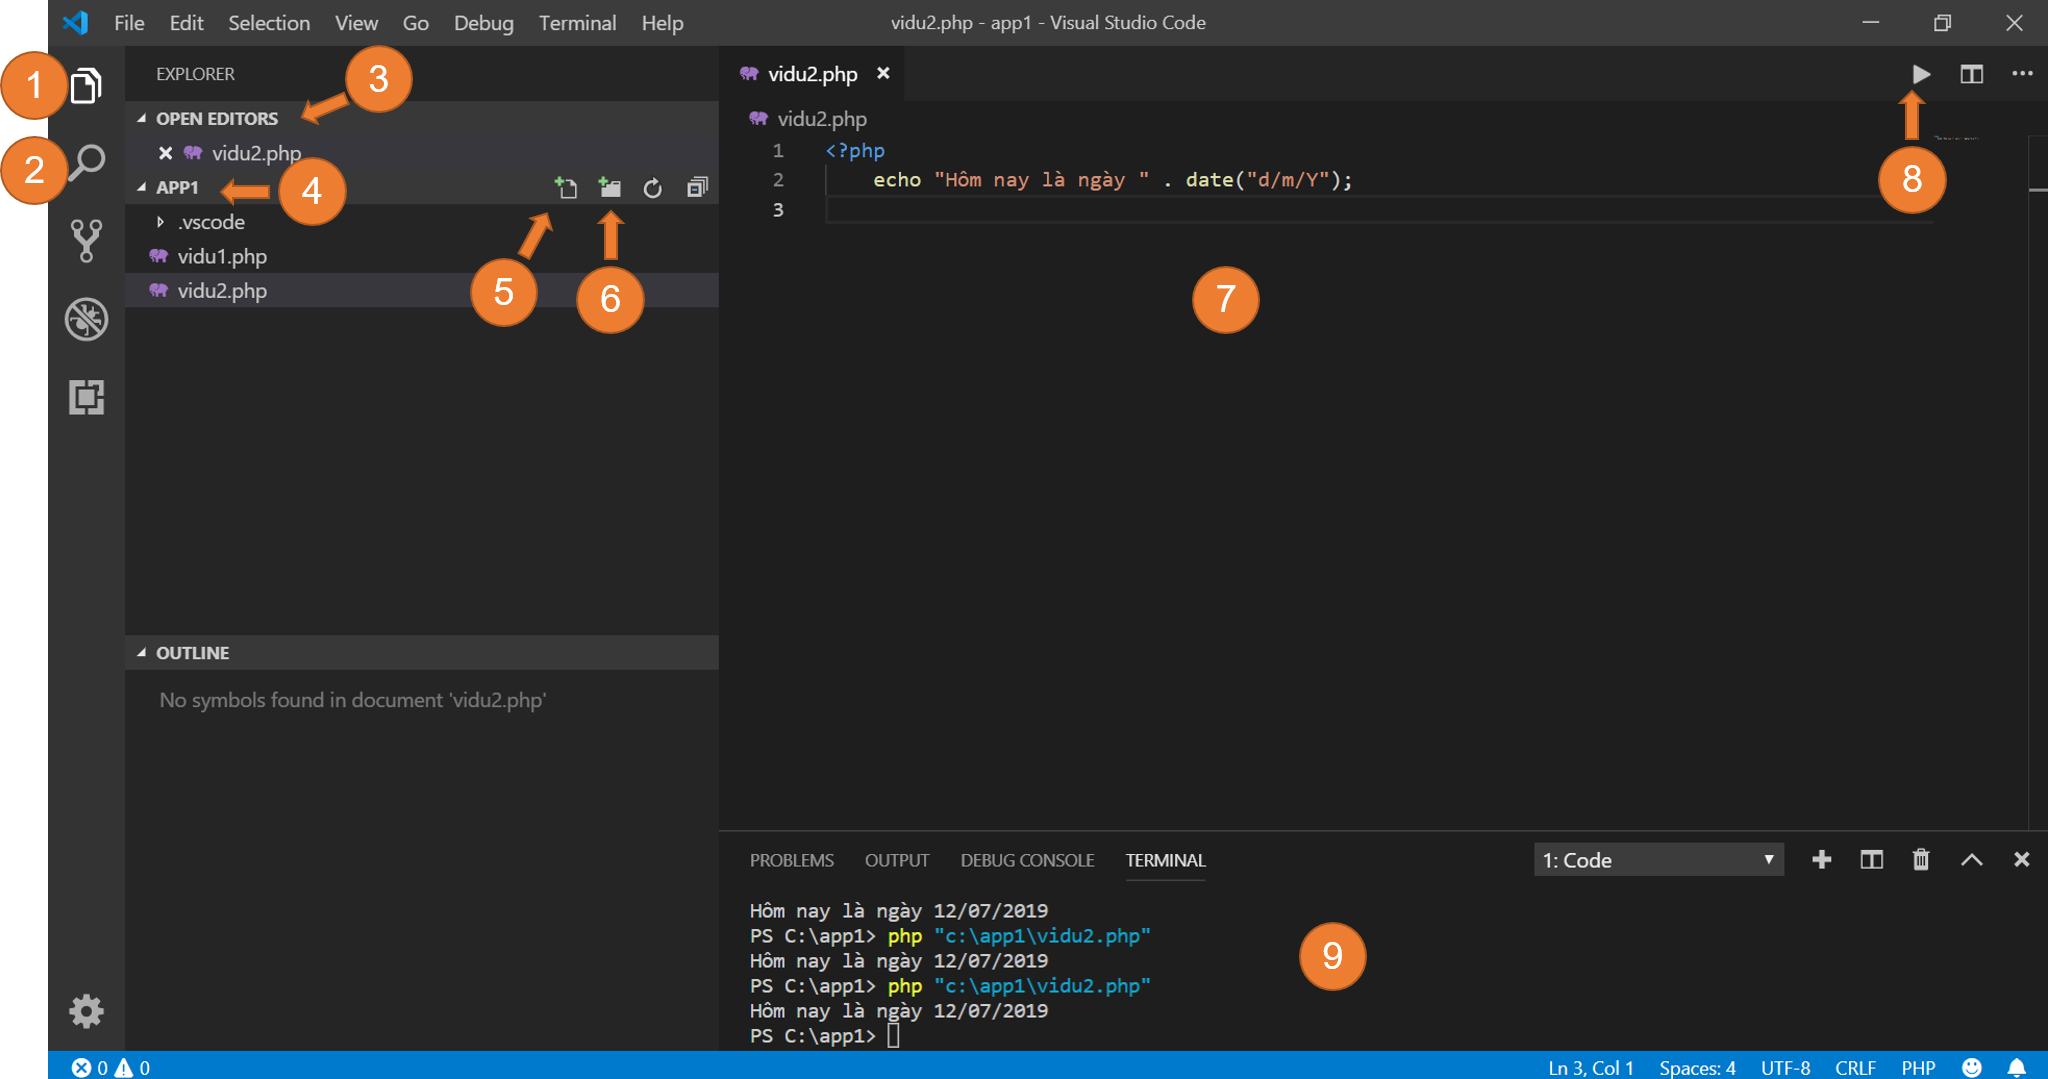 File Edit Selection View Go Debug Terminal Help
vidu2.php - app1 - Visual Studio Code
1
2
EXPLORER
3
OPEN EDITORS
vidu2.php
APP1
4
.vscode
vidu1.php
vidu2.php
5
6
OUTLINE
No symbols found in document 'vidu2.php'
vidu2.php
vidu2.php
1 <?php
2 echo "Hôm nay là ngày " . date("d/m/Y");
3
7
8
PROBLEMS OUTPUT DEBUG CONSOLE TERMINAL
1: Code
Hôm nay là ngày 12/07/2019
PS C:\app1> php "c:\app1\vidu2.php"
Hôm nay là ngày 12/07/2019
PS C:\app1> php "c:\app1\vidu2.php"
Hôm nay là ngày 12/07/2019
PS C:\app1>
9
0 0
Ln 3, Col 1 Spaces: 4 UTF-8 CRLF PHP